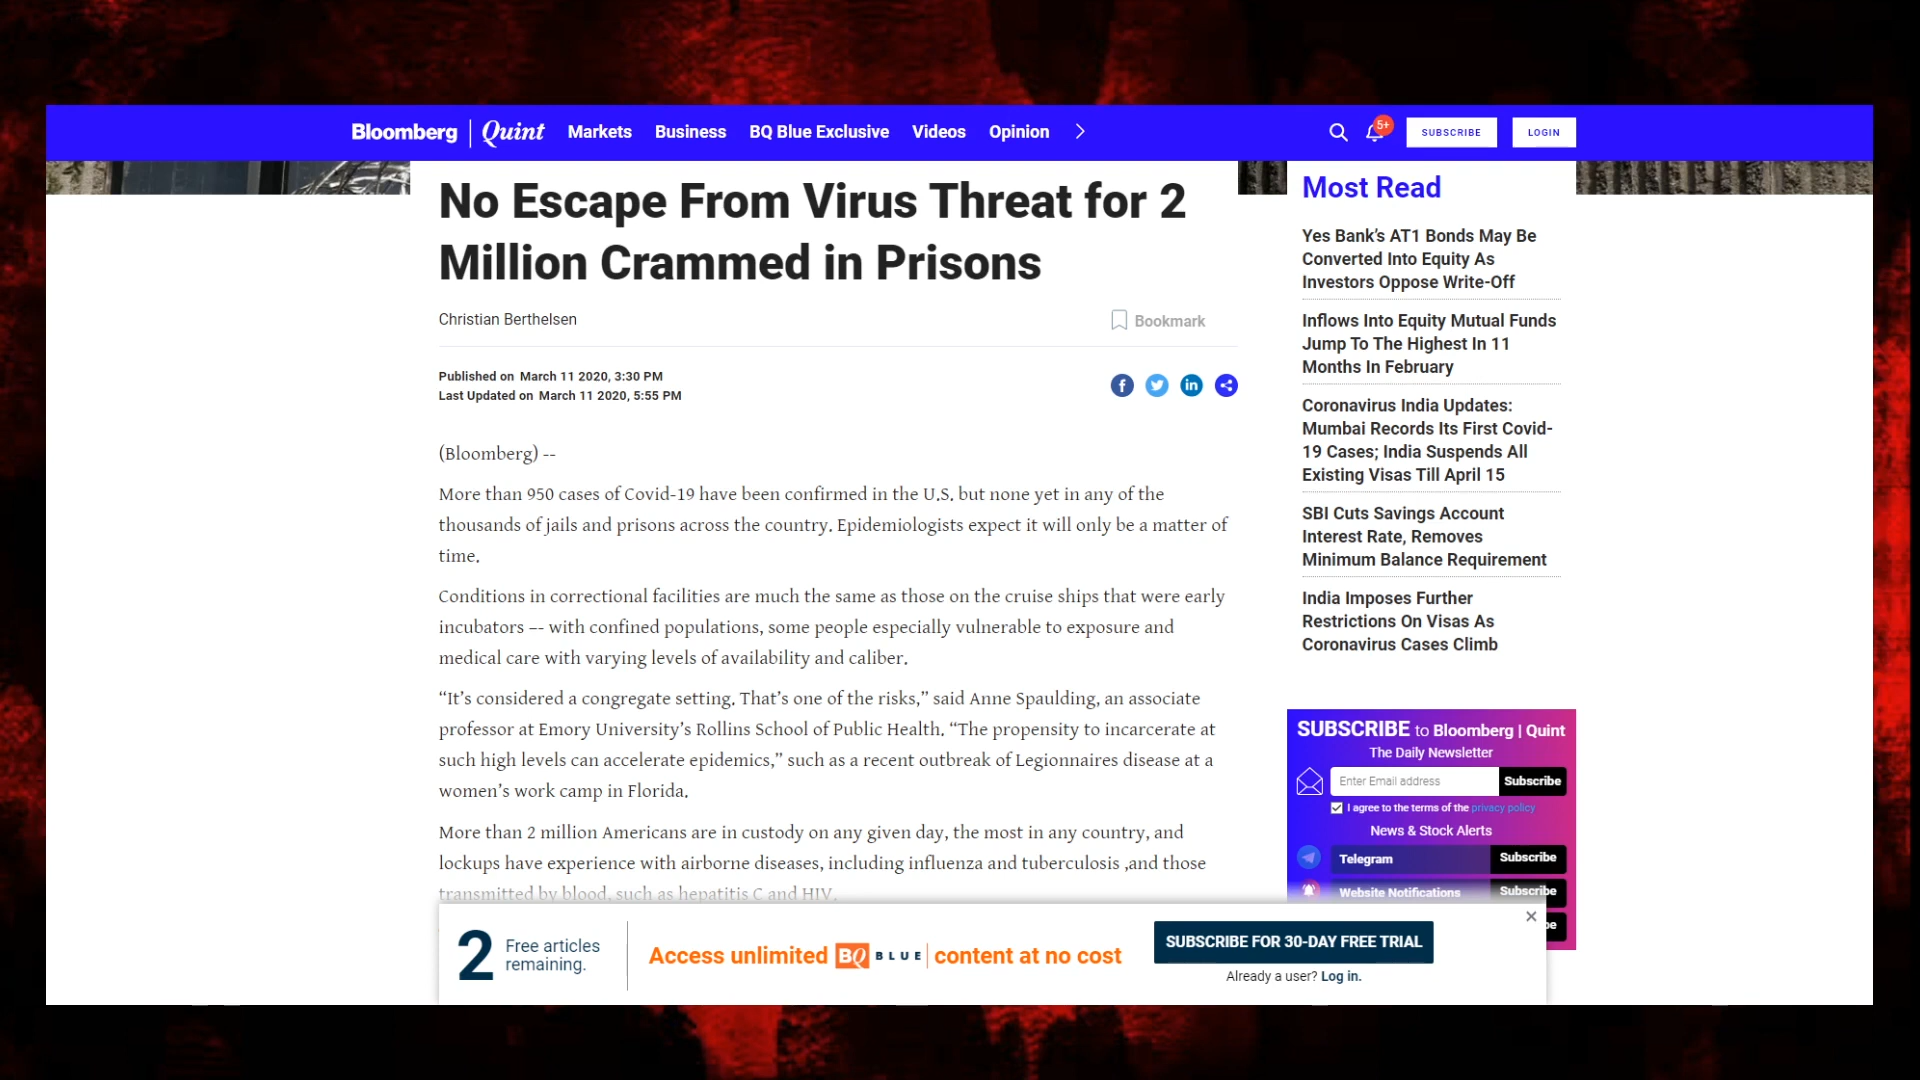 Bloomberg | Quint Markets Business BQ Blue Exclusive Videos Opinion 5+ SUBSCRIBE LOGIN
No Escape From Virus Threat for 2
Million Crammed in Prisons
Christian Berthelsen
Bookmark
Published on March 11 2020, 3:30 PM
Last Updated on March 11 2020, 5:55 PM
(Bloomberg) --
More than 950 cases of Covid-19 have been confirmed in the U.S. but none yet in any of the
thousands of jails and prisons across the country. Epidemiologists expect it will only be a matter of
time.
Conditions in correctional facilities are much the same as those on the cruise ships that were early
incubators –- with confined populations, some people especially vulnerable to exposure and
medical care with varying levels of availability and caliber.
“It’s considered a congregate setting. That’s one of the risks,” said Anne Spaulding, an associate
professor at Emory University’s Rollins School of Public Health. “The propensity to incarcerate at
such high levels can accelerate epidemics,” such as a recent outbreak of Legionnaires disease at a
women’s work camp in Florida.
More than 2 million Americans are in custody on any given day, the most in any country, and
lockups have experience with airborne diseases, including influenza and tuberculosis ,and those
transmitted by blood, such as hepatitis C and HIV.
Most Read
Yes Bank’s AT1 Bonds May Be
Converted Into Equity As
Investors Oppose Write-Off
Inflows Into Equity Mutual Funds
Jump To The Highest In 11
Months In February
Coronavirus India Updates:
Mumbai Records Its First Covid-
19 Cases; India Suspends All
Existing Visas Till April 15
SBI Cuts Savings Account
Interest Rate, Removes
Minimum Balance Requirement
India Imposes Further
Restrictions On Visas As
Coronavirus Cases Climb
SUBSCRIBE to Bloomberg | Quint
The Daily Newsletter
Enter Email address Subscribe
I agree to the terms of the privacy policy
News & Stock Alerts
Telegram Subscribe
Website Notifications Subscribe
be
2 Free articles
remaining.
Access unlimited BQ BLUE content at no cost
SUBSCRIBE FOR 30-DAY FREE TRIAL
Already a user? Log in.